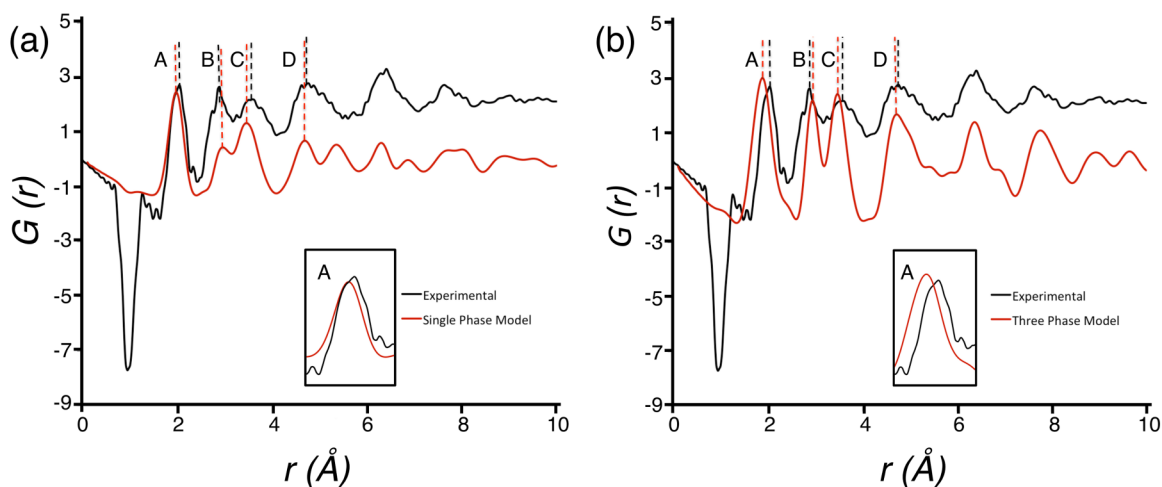 (a)
5
3
1
-1
-3
-5
-7
-9
G (r)
A
B
C
D
A
Experimental
Single Phase Model
0
2
4
6
8
10
r (Å)
(b)
5
3
1
-1
-3
-5
-7
-9
G (r)
A
B
C
D
A
Experimental
Three Phase Model
0
2
4
6
8
10
r (Å)